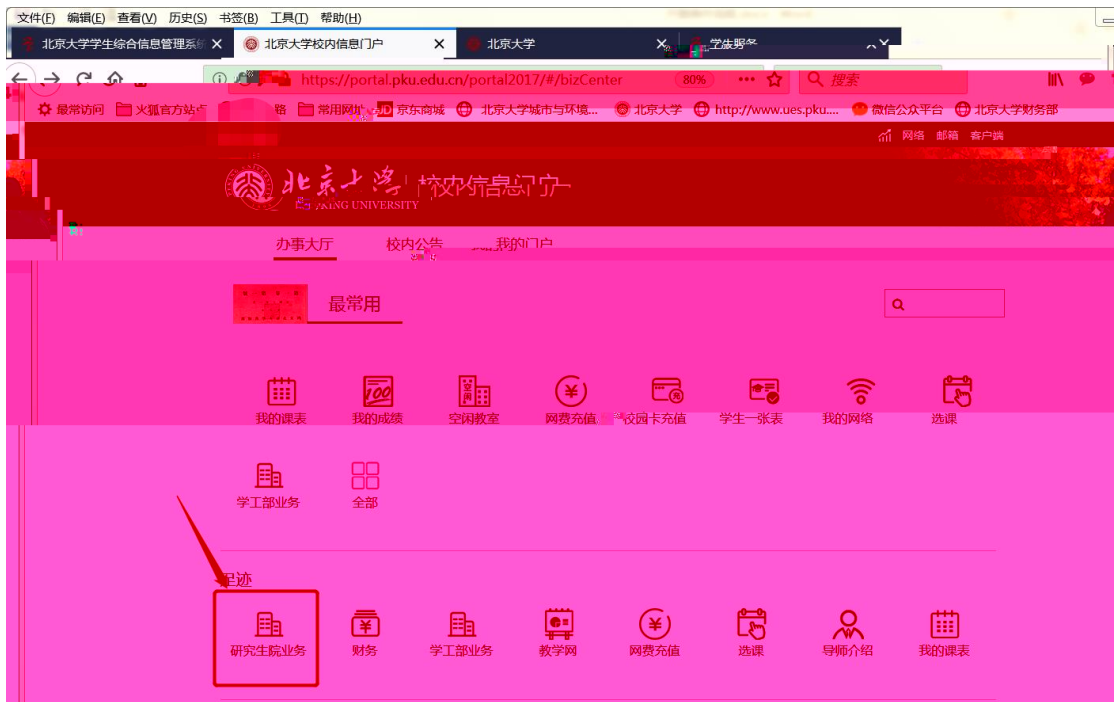 文件(F) 编辑(E) 查看(V) 历史(S) 书签(B) 工具(T) 帮助(H)
北京大学学生综合信息管理系统 北京大学校内信息门户 北京大学
https://portal.pku.edu.cn/portal2017/#/bizCenter 80% 搜索
最常访问 火狐官方站点 常用网址 JD 京东商城 北京大学城市与环境... 北京大学 http://www.ues.pku.... 微信公众平台 北京大学财务部
网络 邮箱 客户端
北京大学 校内信息门户
办事大厅 校内公告 我的门户
最常用
我的课表 我的成绩 空闲教室 网费充值 校园卡充值 学生一张表 我的网络 选课
学工部业务 全部
足迹
研究生院业务 财务 学工部业务 教学网 网费充值 选课 导师介绍 我的课表